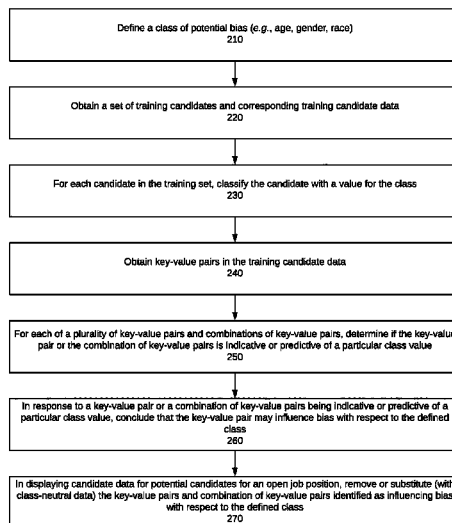 Define a class of potential bias (e.g., age, gender, race)
210
Obtain a set of training candidates and corresponding training candidate data
220
For each candidate in the training set, classify the candidate with a value for the class
230
Obtain key-value pairs in the training candidate data
240
For each of a plurality of key-value pairs and combinations of key-value pairs, determine if the key-value
pair or the combination of key-value pairs is indicative or predictive of a particular class value
250
In response to a key-value pair or a combination of key-value pairs being indicative or predictive of a
particular class value, conclude that the key-value pair may influence bias with respect to the defined
class
260
In displaying candidate data for potential candidates for an open job position, remove or substitute (with
class-neutral data) the key-value pairs and combination of key-value pairs identified as influencing bias
with respect to the defined class
270